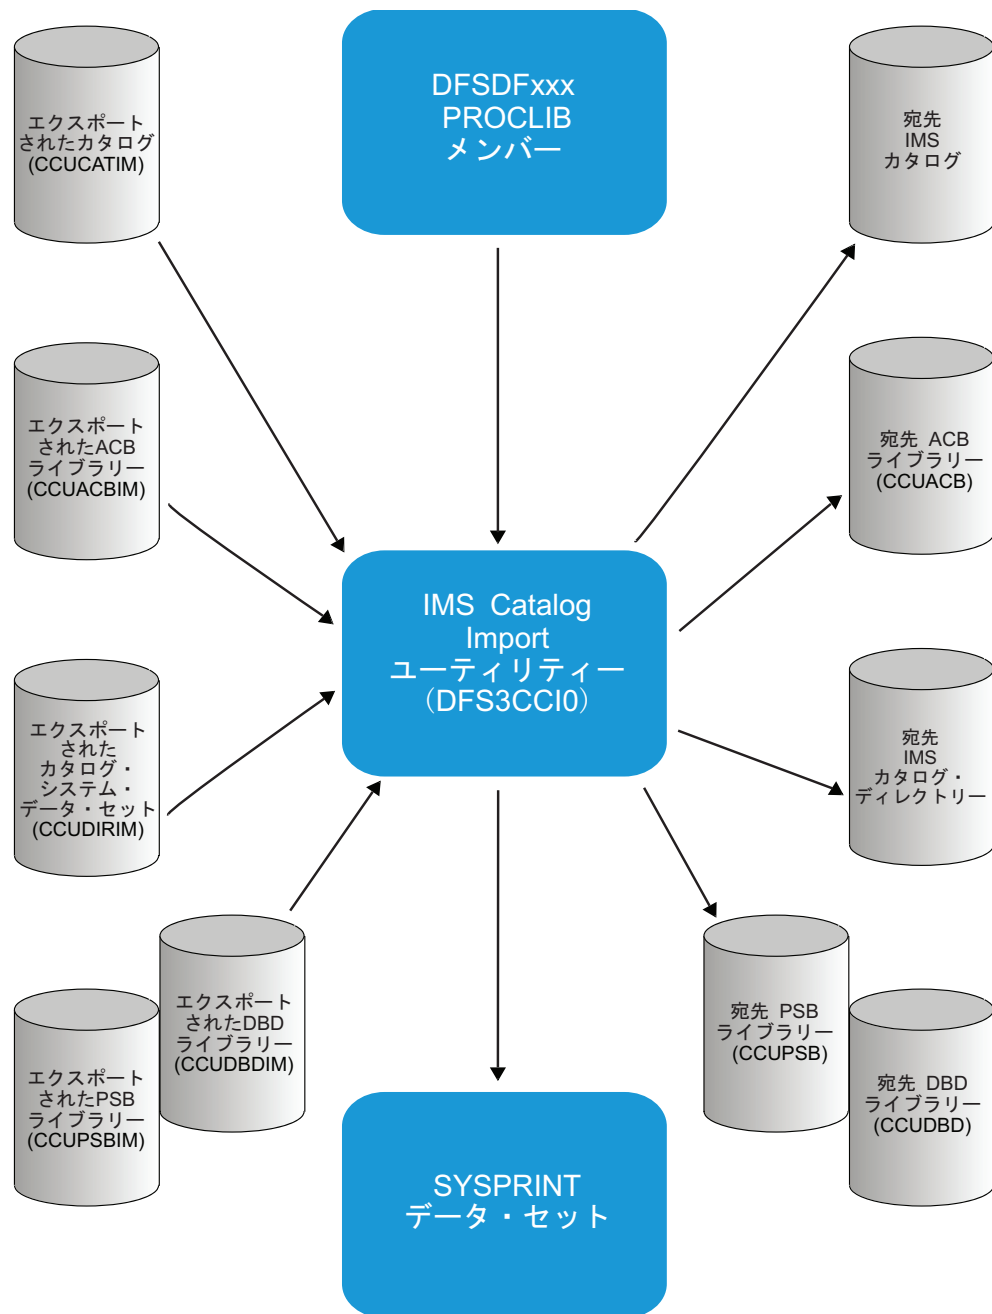 エクスポート
されたカタログ
(CCUCATIM)
DFSDFxxx
PROCLIB
メンバー
宛先
IMS
カタログ
エクスポート
されたACB
ライブラリー
(CCUACBIM)
宛先 ACB
ライブラリー
(CCUACB)
IMS Catalog
Import
ユーティリティー
（DFS3CCI0）
エクスポート
された
カタログ・
システム・
データ・セット
(CCUDIRIM)
宛先
IMS
カタログ・
ディレクトリー
エクスポート
されたDBD
ライブラリー
(CCUDBDIM)
エクスポート
されたPSB
ライブラリー
(CCUPSBIM)
宛先 PSB
ライブラリー
(CCUPSB)
宛先 DBD
ライブラリー
(CCUDBD)
SYSPRINT
データ・セット